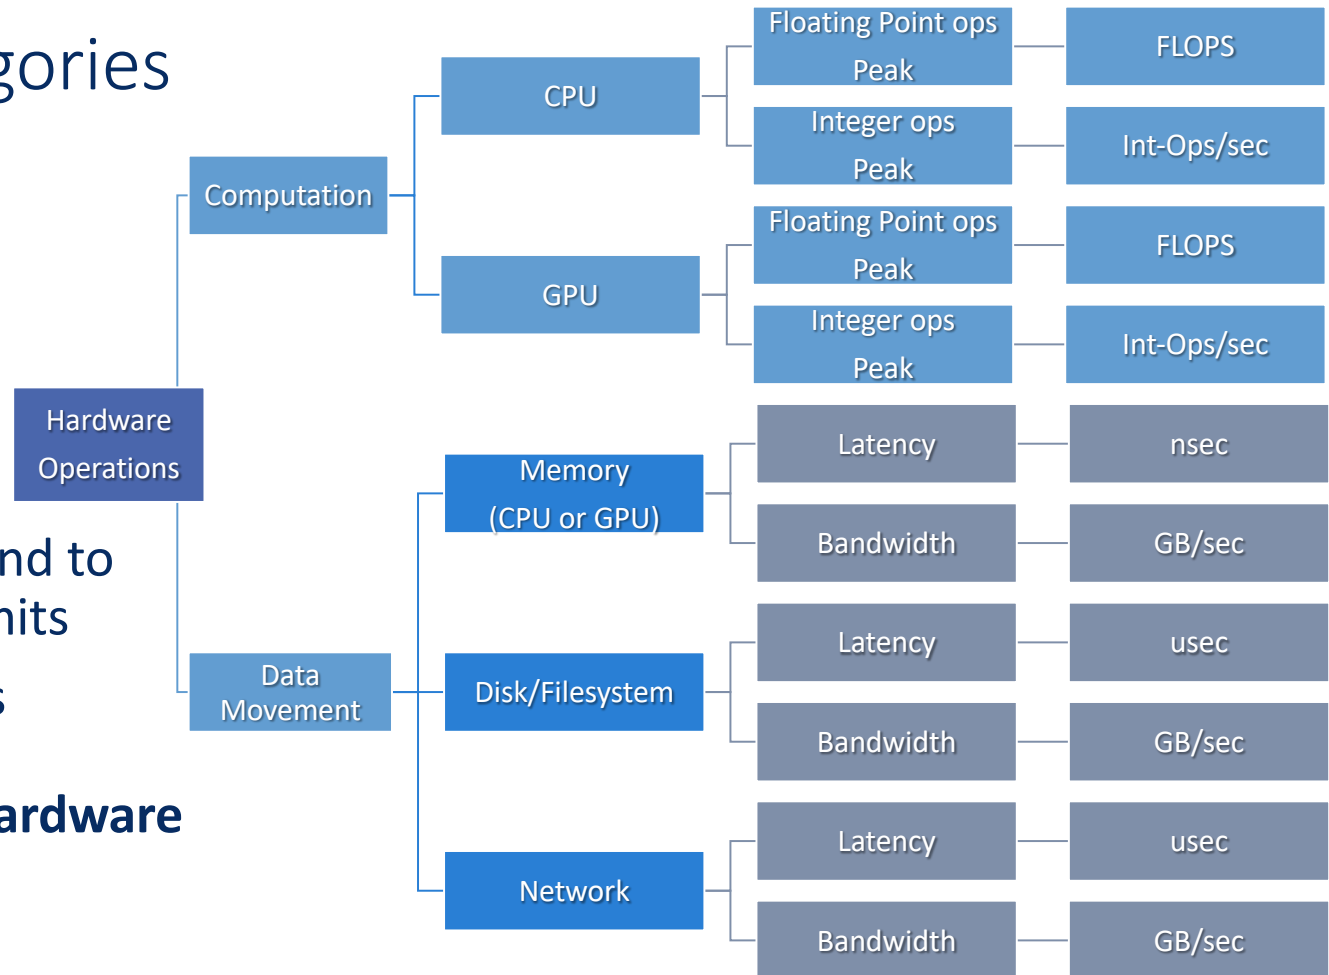 gories
Hardware
Operations
Computation
CPU
Floating Point ops
Peak
FLOPS
Integer ops
Peak
Int-Ops/sec
GPU
Floating Point ops
Peak
FLOPS
Integer ops
Peak
Int-Ops/sec
Data
Movement
Memory
(CPU or GPU)
Latency
nsec
Bandwidth
GB/sec
Disk/Filesystem
Latency
usec
Bandwidth
GB/sec
Network
Latency
usec
Bandwidth
GB/sec
nd to
nits
s
ardware